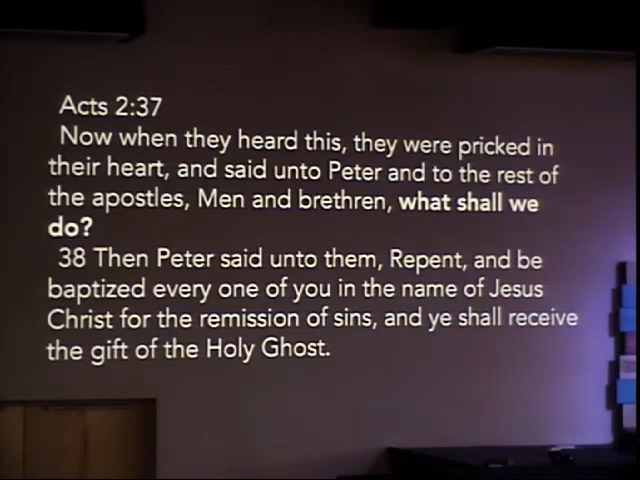 Acts 2:37
Now when they heard this, they were pricked in
their heart, and said unto Peter and to the rest of
the apostles, Men and brethren, what shall we
do?
38 Then Peter said unto them, Repent, and be
baptized every one of you in the name of Jesus
Christ for the remission of sins, and ye shall receive
the gift of the Holy Ghost.